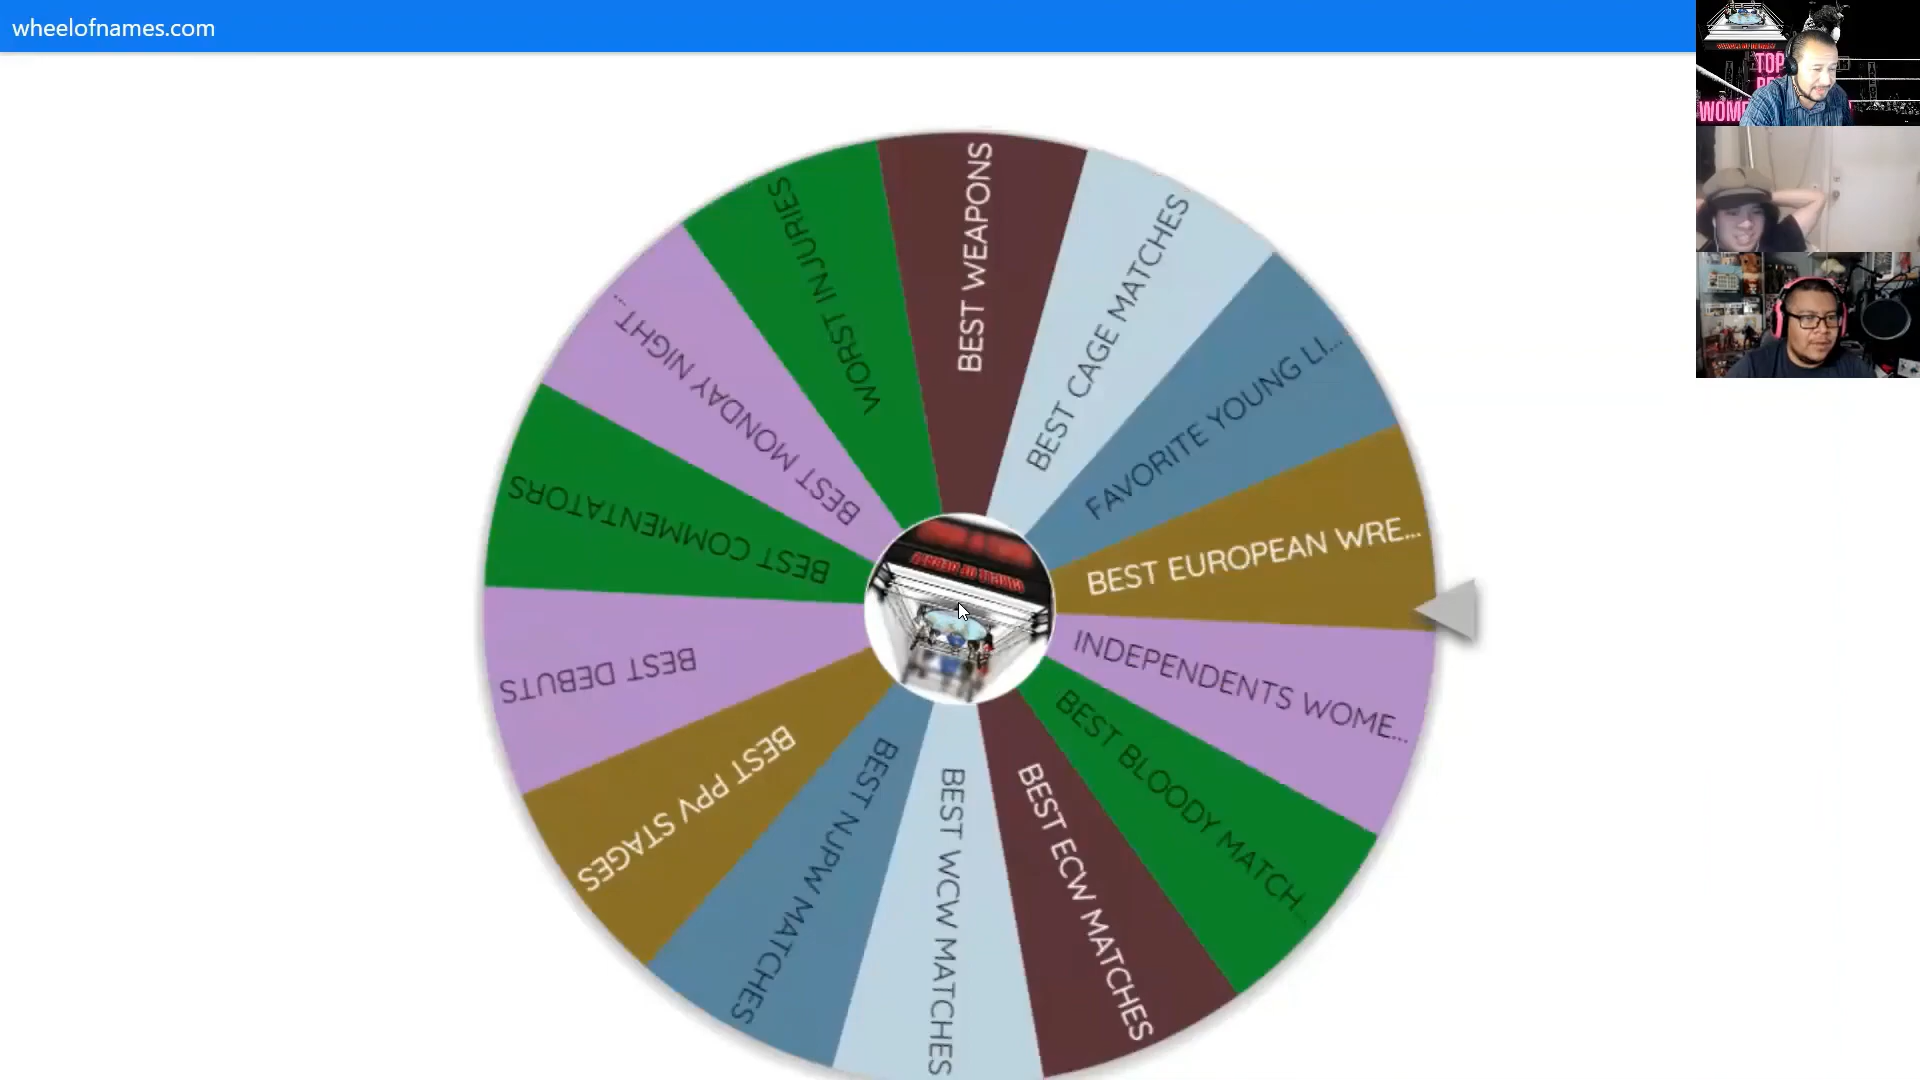 wheelofnames.com
TOP
WOME
BEST WEAPONS
BEST CAGE MATCHES
FAVORITE YOUNG LI...
BEST EUROPEAN WRE...
INDEPENDENTS WOME...
BEST BLOODY MATCH...
BEST ECW MATCHES
BEST WCW MATCHES
BEST NJPW MATCHES
BEST PPV STAGES
BEST DEBUTS
BEST COMMENTATORS
BEST MONDAY NIGHT...
WORST INJURIES